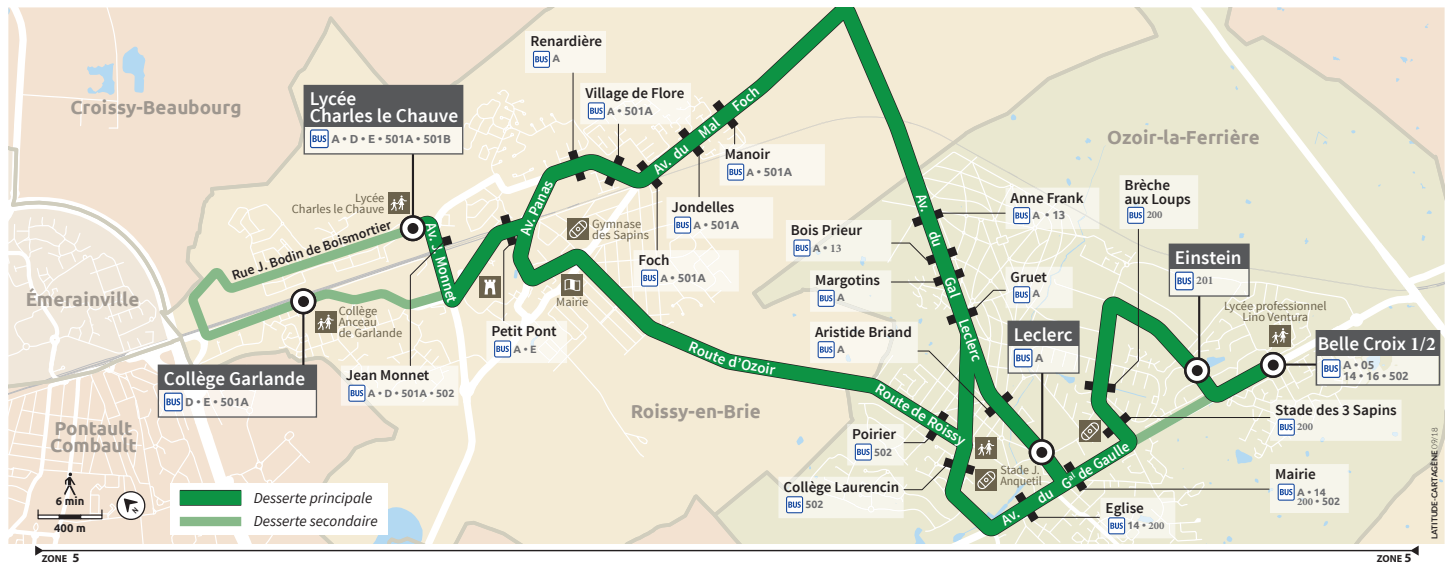 Renardière
BUS A
Village de Flore
BUS A • 501A
Croissy-Beaubourg
Lycée
Charles le Chauve
BUS A • D • E • 501A • 501B
Av. du Mal Foch
Manoir
BUS A • 501A
Ozoir-la-Ferrière
Lycée
Charles le Chauve
Av. Panas
Jondelles
BUS A • 501A
Anne Frank
BUS A • 13
Brèche
aux Loups
BUS 200
Rue J. Bodin de Boismortier
Av. J. Monnet
Gymnase
des Sapins
Foch
BUS A • 501A
Bois Prieur
BUS A • 13
Av. du Gal Leclerc
Einstein
BUS 201
Émerainville
Mairie
Margotins
BUS A
Gruet
BUS A
Lycée professionnel
Lino Ventura
Collège
Anceau
de Garlande
Petit Pont
BUS A • E
Aristide Briand
BUS A
Leclerc
BUS A
Belle Croix 1/2
BUS A • 05
14 • 16 • 502
Collège Garlande
BUS D • E • 501A
Jean Monnet
BUS A • D • 501A • 502
Route d'Ozoir
Roissy-en-Brie
Route de Roissy
Stade des 3 Sapins
BUS 200
Pontault
Combault
Poirier
BUS 502
Stade J.
Anquetil
Av. du Gal de Gaulle
Collège Laurencin
BUS 502
Mairie
BUS A • 14
200 • 502
Eglise
BUS 14 • 200
6 min
400 m
Desserte principale
Desserte secondaire
LATITUDE-CARTAGÈNE 09/18
ZONE 5
ZONE 5